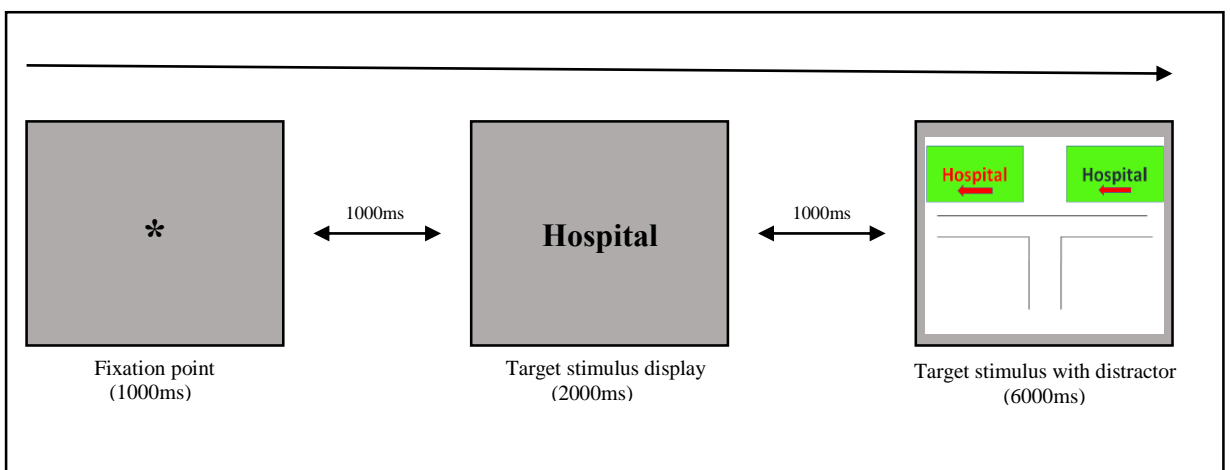 *
1000ms
Hospital
1000ms
Hospital
Hospital
Fixation point
(1000ms)
Target stimulus display
(2000ms)
Target stimulus with distractor
(6000ms)